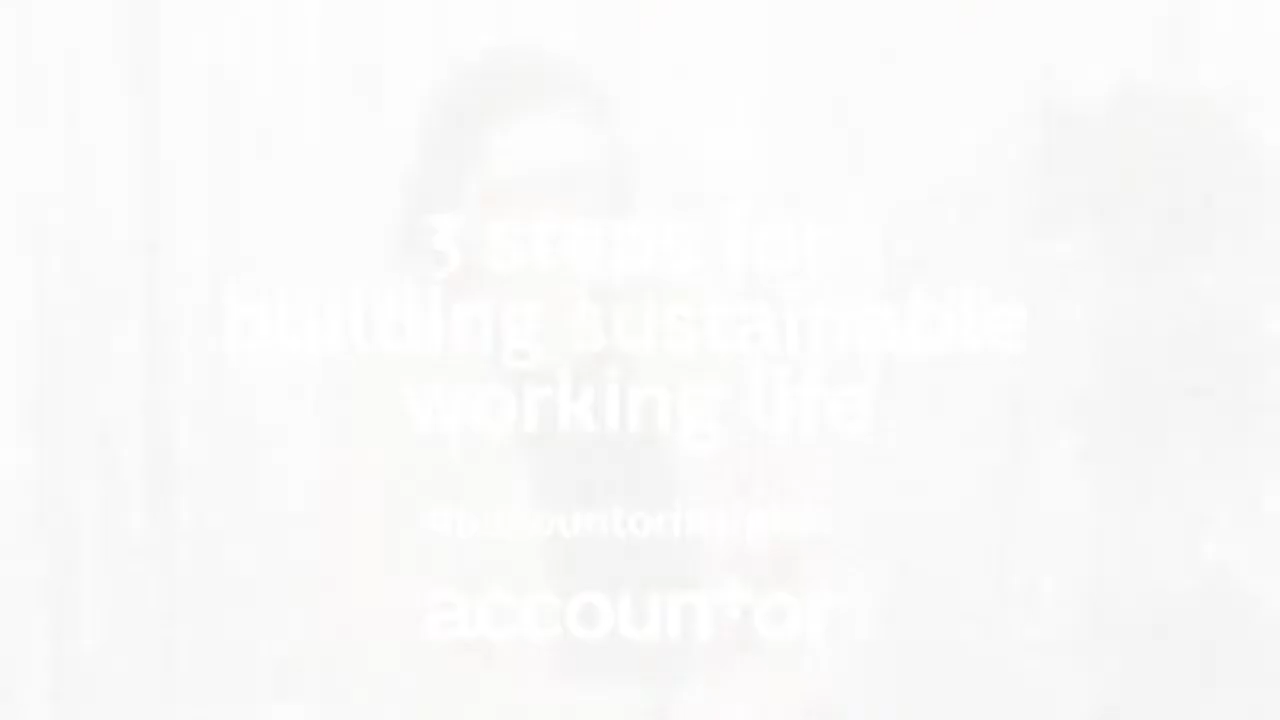 3 steps for
building sustainable
working life
accountor